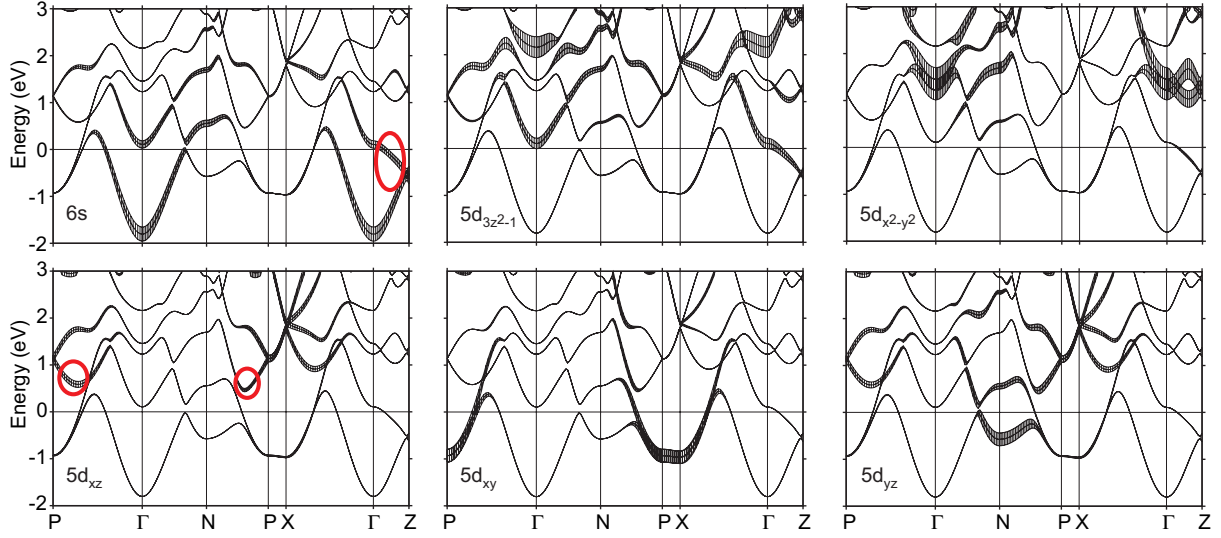 3
2
1
0
-1
-2
Energy (eV)
6s
5d3z²-1
5dx²-y²
3
2
1
0
-1
-2
Energy (eV)
5dxz
5dxy
5dyz
P Γ N P X Γ Z
P Γ N P X Γ Z
P Γ N P X Γ Z